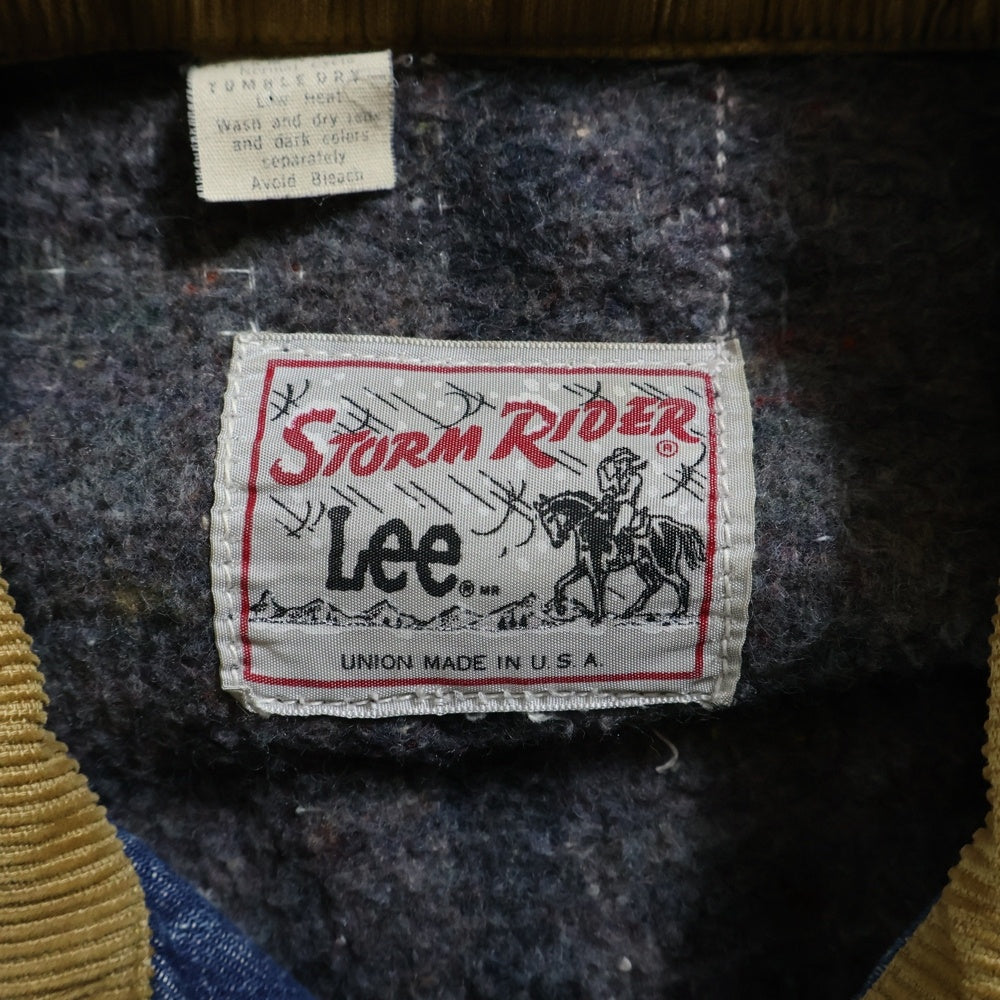 TUMBLE DRY
Low Heat
Wash and dry
and dark colors
separately
Avoid Bleach
STORM RIDER®
Lee® MR
UNION MADE IN U.S.A.